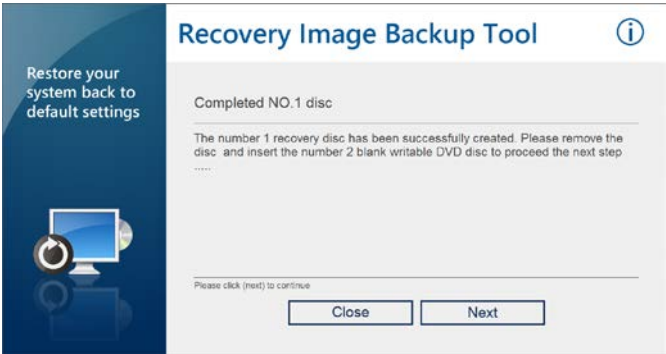 Recovery Image Backup Tool
Restore your
system back to
default settings
Completed NO.1 disc
The number 1 recovery disc has been successfully created. Please remove the
disc and insert the number 2 blank writable DVD disc to proceed the next step
.....
Please click (next) to continue
Close
Next